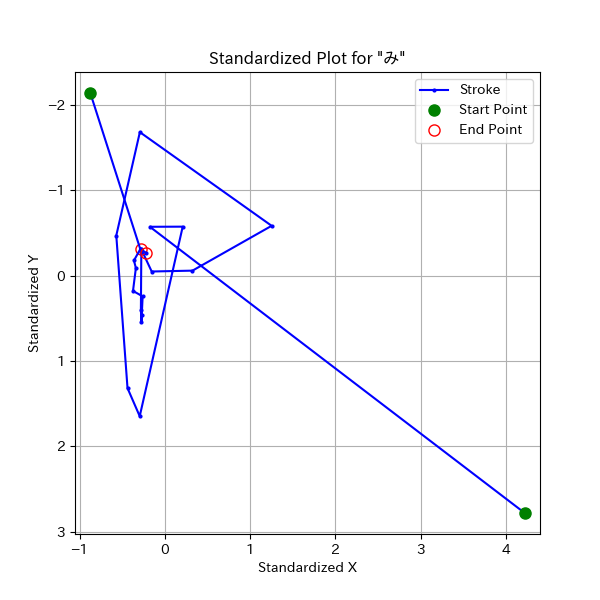 Standardized Plot for "み"
Stroke
Start Point
End Point
Standardized Y
−2
−1
0
1
2
3
−1
0
1
2
3
4
Standardized X